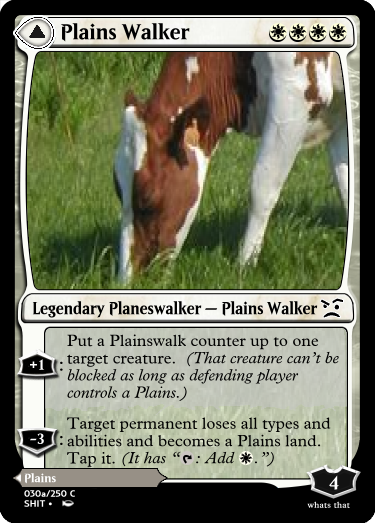 Plains Walker
Legendary Planeswalker — Plains Walker
+1
:
Put a Plainswalk counter up to one
target creature. (That creature can't be
blocked as long as defending player
controls a Plains.)
-3
:
Target permanent loses all types and
abilities and becomes a Plains land.
Tap it. (It has “: Add .”)
Plains
4
030a/250 C
SHIT •
whats that